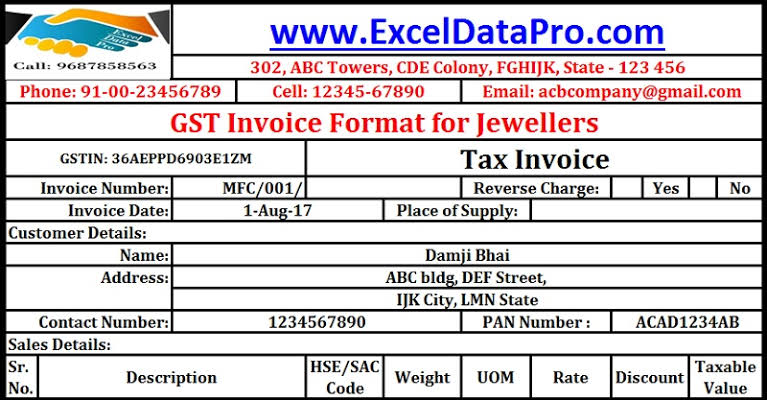 Excel
Data
Pro
Call: 9687858563
www.ExcelDataPro.com
302, ABC Towers, CDE Colony, FGHIJK, State - 123 456
Phone: 91-00-23456789 Cell: 12345-67890 Email: acbcompany@gmail.com
GST Invoice Format for Jewellers
GSTIN: 36AEPPD6903E1ZM Tax Invoice
Invoice Number: MFC/001/ Reverse Charge: Yes No
Invoice Date: 1-Aug-17 Place of Supply:
Customer Details:
Name: Damji Bhai
Address: ABC bldg, DEF Street,
IJK City, LMN State
Contact Number: 1234567890 PAN Number : ACAD1234AB
Sales Details:
Sr. No. Description HSE/SAC Code Weight UOM Rate Discount Taxable Value